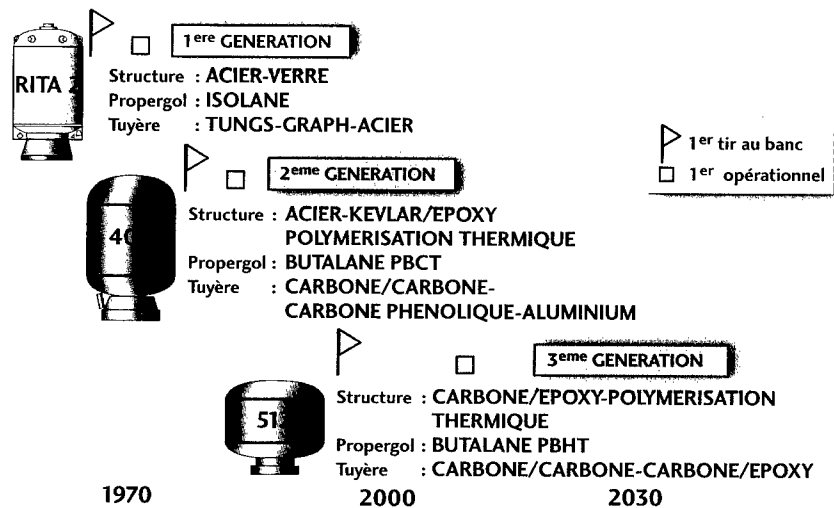 1ere GENERATION
RITA 2
Structure : ACIER-VERRE
Propergol : ISOLANE
Tuyère : TUNGS-GRAPH-ACIER
1er tir au banc
1er opérationnel
2eme GENERATION
40
Structure : ACIER-KEVLAR/EPOXY
POLYMERISATION THERMIQUE
Propergol : BUTALANE PBCT
Tuyère : CARBONE/CARBONE-
CARBONE PHENOLIQUE-ALUMINIUM
3eme GENERATION
51
Structure : CARBONE/EPOXY-POLYMERISATION
THERMIQUE
Propergol : BUTALANE PBHT
Tuyère : CARBONE/CARBONE-CARBONE/EPOXY
1970 2000 2030